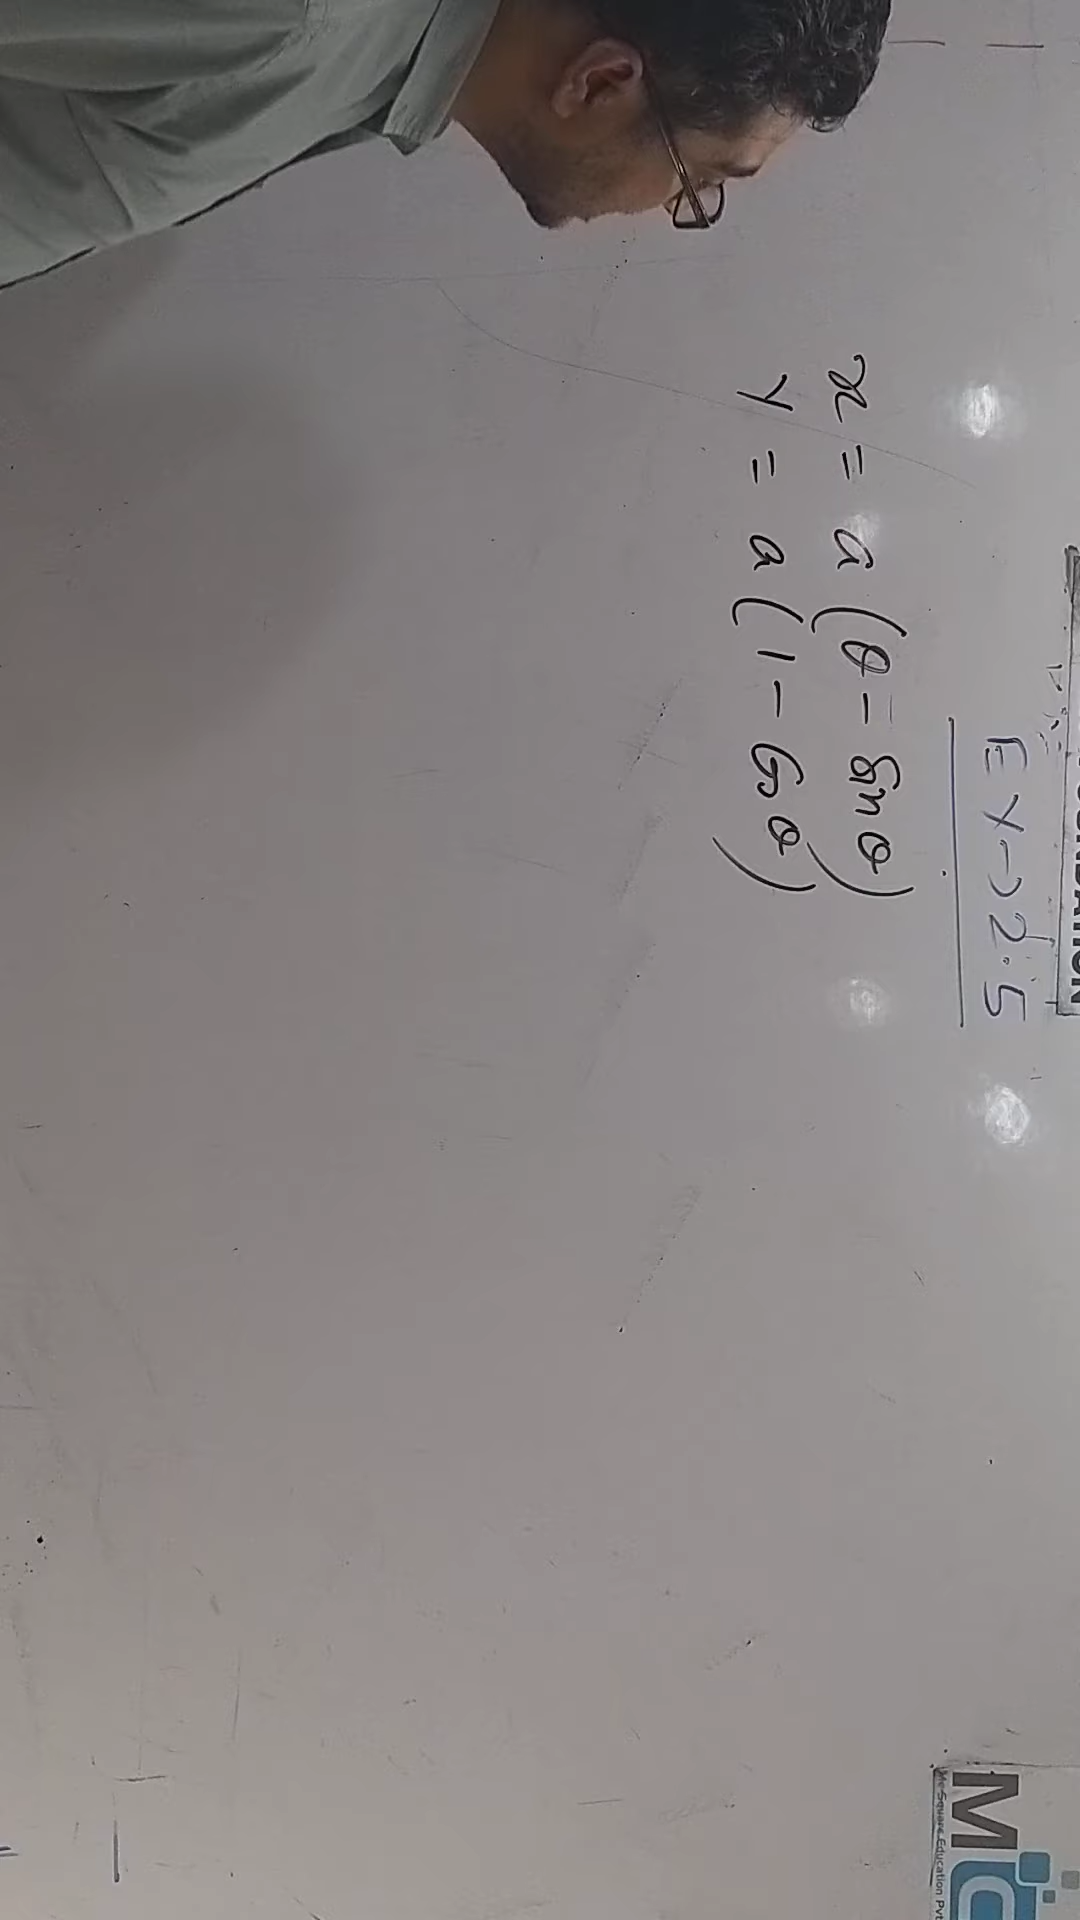 Ex → 2.5
x = a (θ - sin θ)
y = a (1 - cos θ)